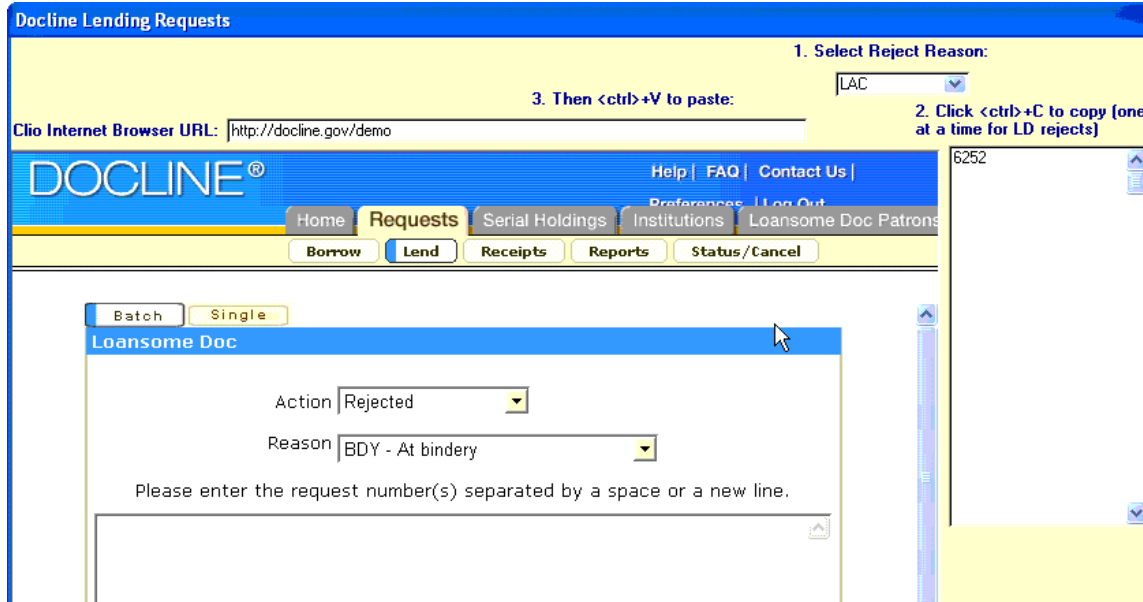 Docline Lending Requests
1. Select Reject Reason:
LAC
3. Then <ctrl>+V to paste:
2. Click <ctrl>+C to copy (one
at a time for LD rejects)
Clio Internet Browser URL: http://docline.gov/demo
6252
DOCLINE®
Help | FAQ | Contact Us |
Preferences | Log Out
Home Requests Serial Holdings Institutions Loansome Doc Patrons
Borrow Lend Receipts Reports Status/Cancel
Batch Single
Loansome Doc
Action Rejected
Reason BDY - At bindery
Please enter the request number(s) separated by a space or a new line.